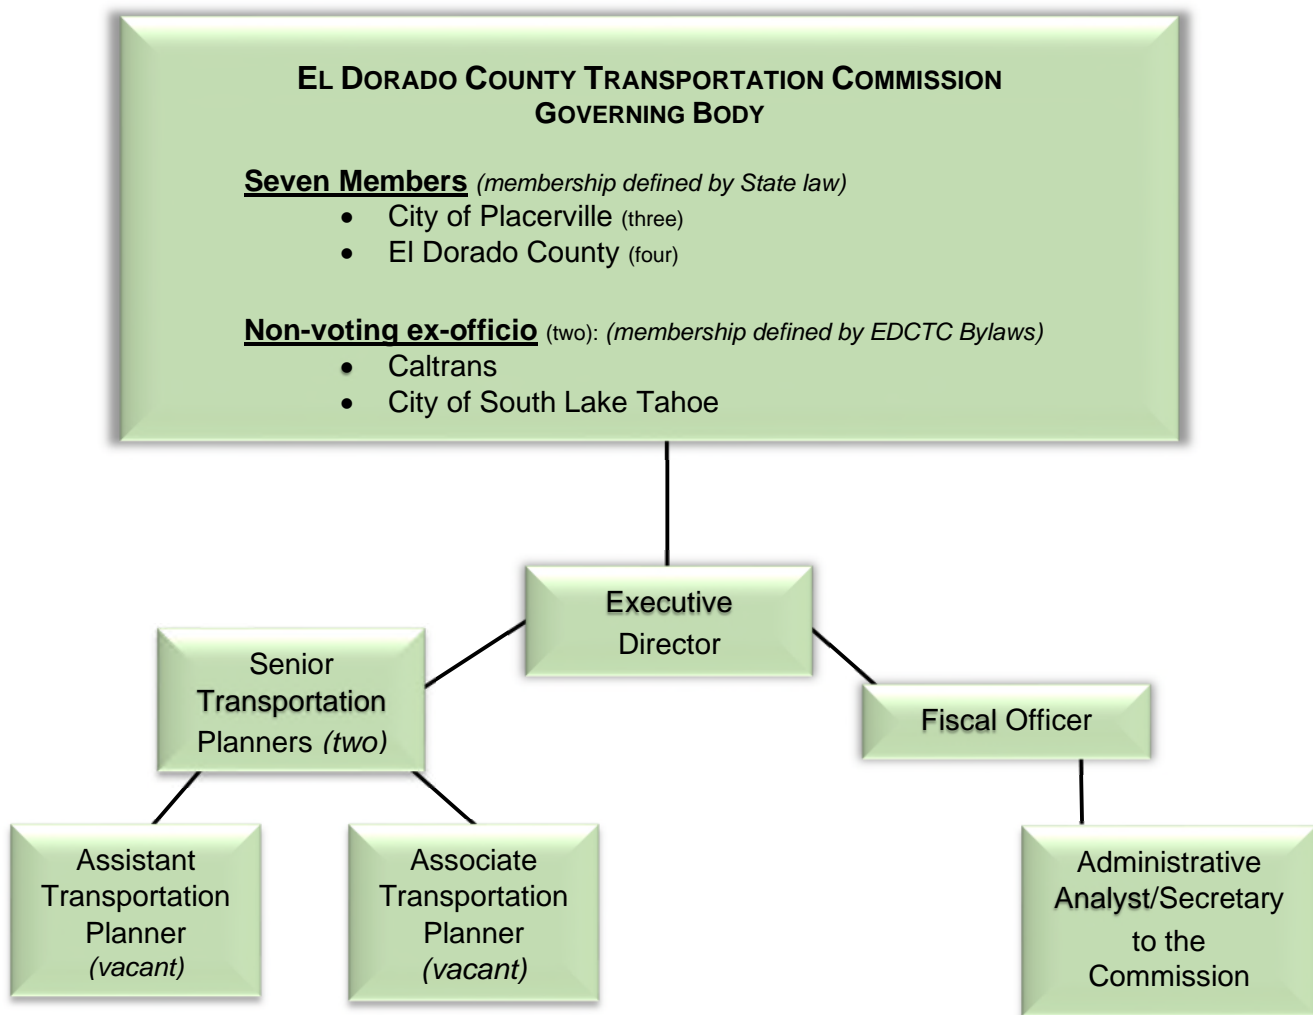 EL DORADO COUNTY TRANSPORTATION COMMISSION
GOVERNING BODY
Seven Members (membership defined by State law)
• City of Placerville (three)
• El Dorado County (four)
Non-voting ex-officio (two): (membership defined by EDCTC Bylaws)
• Caltrans
• City of South Lake Tahoe
Executive
Director
Senior
Transportation
Planners (two)
Fiscal Officer
Assistant
Transportation
Planner
(vacant)
Associate
Transportation
Planner
(vacant)
Administrative
Analyst/Secretary
to the
Commission